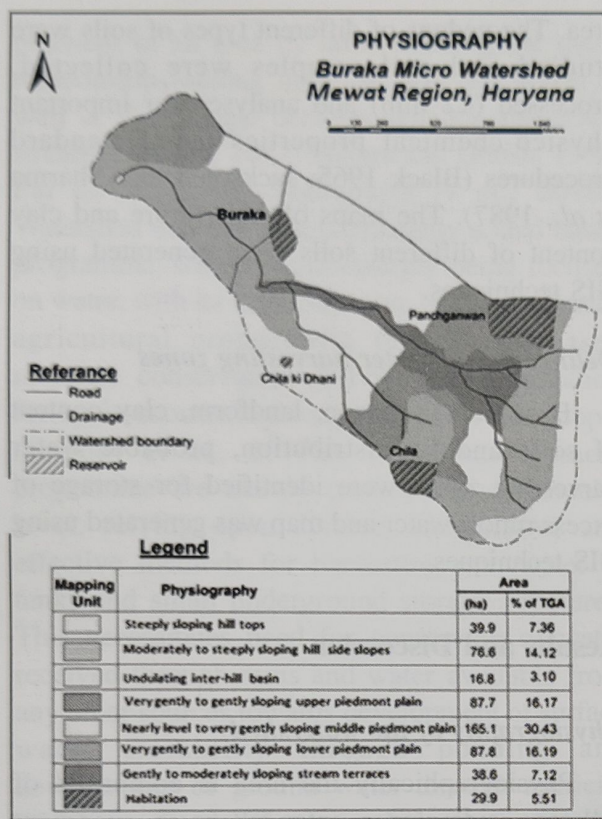 N
PHYSIOGRAPHY
Buraka Micro Watershed
Mewat Region, Haryana
Buraka
Panchganwan
Chila ki Dhani
Chila
Referance
Road
Drainage
Watershed boundary
Reservoir
Legend
Mapping Unit Physiography Area
(ha) % of TGA
Steeply sloping hill tops 39.9 7.36
Moderately to steeply sloping hill side slopes 76.6 14.12
Undulating inter-hill basin 16.8 3.10
Very gently to gently sloping upper piedmont plain 87.7 16.17
Nearly level to very gently sloping middle piedmont plain 165.1 30.43
Very gently to gently sloping lower piedmont plain 87.8 16.19
Gently to moderately sloping stream terraces 38.6 7.12
Habitation 29.9 5.51